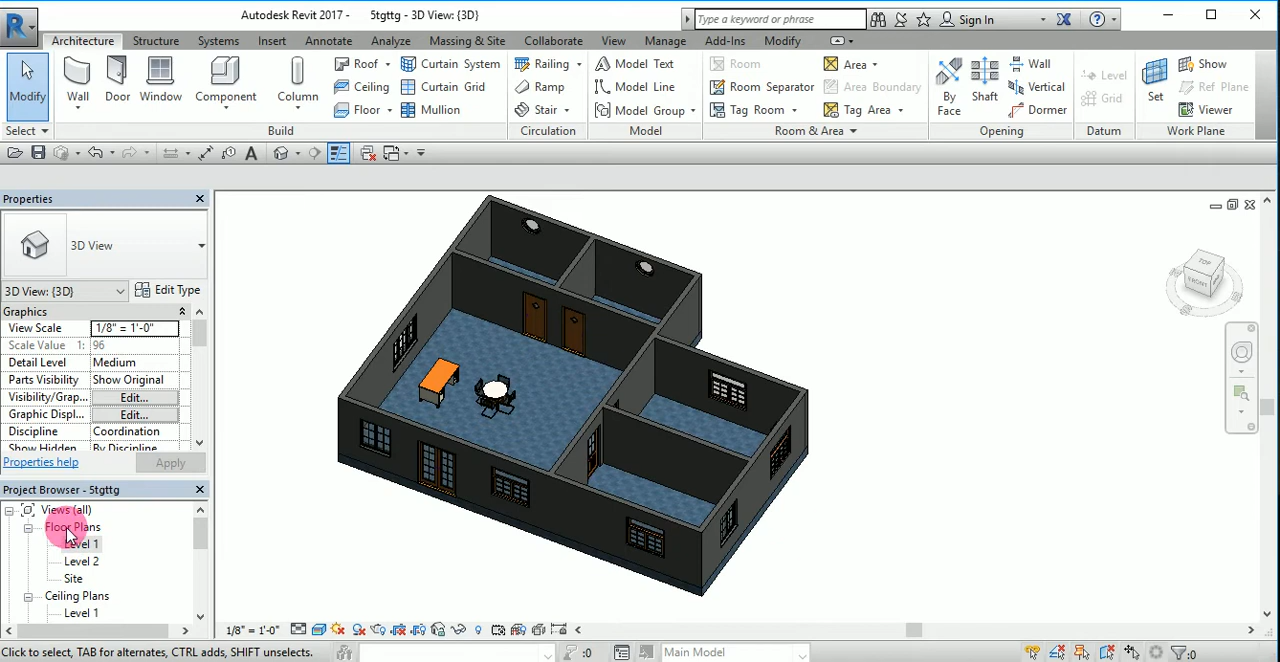 Autodesk Revit 2017 - 5tgttg - 3D View: {3D}
Type a keyword or phrase
Sign In
Architecture Structure Systems Insert Annotate Analyze Massing & Site Collaborate View Manage Add-Ins Modify
Modify Wall Door Window Component Column
Roof Curtain System
Ceiling Curtain Grid
Floor Mullion
Railing
Ramp
Stair
Model Text
Model Line
Model Group
Room Area
Room Separator Area Boundary
Tag Room Tag Area
By Face
Shaft
Wall
Vertical
Dormer
Level
Grid
Set
Show
Ref Plane
Viewer
Select Build Circulation Model Room & Area Opening Datum Work Plane
Properties
3D View
3D View: {3D} Edit Type
Graphics
View Scale 1/8" = 1'-0"
Scale Value 1: 96
Detail Level Medium
Parts Visibility Show Original
Visibility/Grap... Edit...
Graphic Displ... Edit...
Discipline Coordination
Show Hidden By Discipline
Properties help Apply
Project Browser - 5tgttg
Views (all)
Floor Plans
Level 1
Level 2
Site
Ceiling Plans
Level 1
TOP
FRONT
1/8" = 1'-0"
Click to select, TAB for alternates, CTRL adds, SHIFT unselects.
:0
Main Model
:0